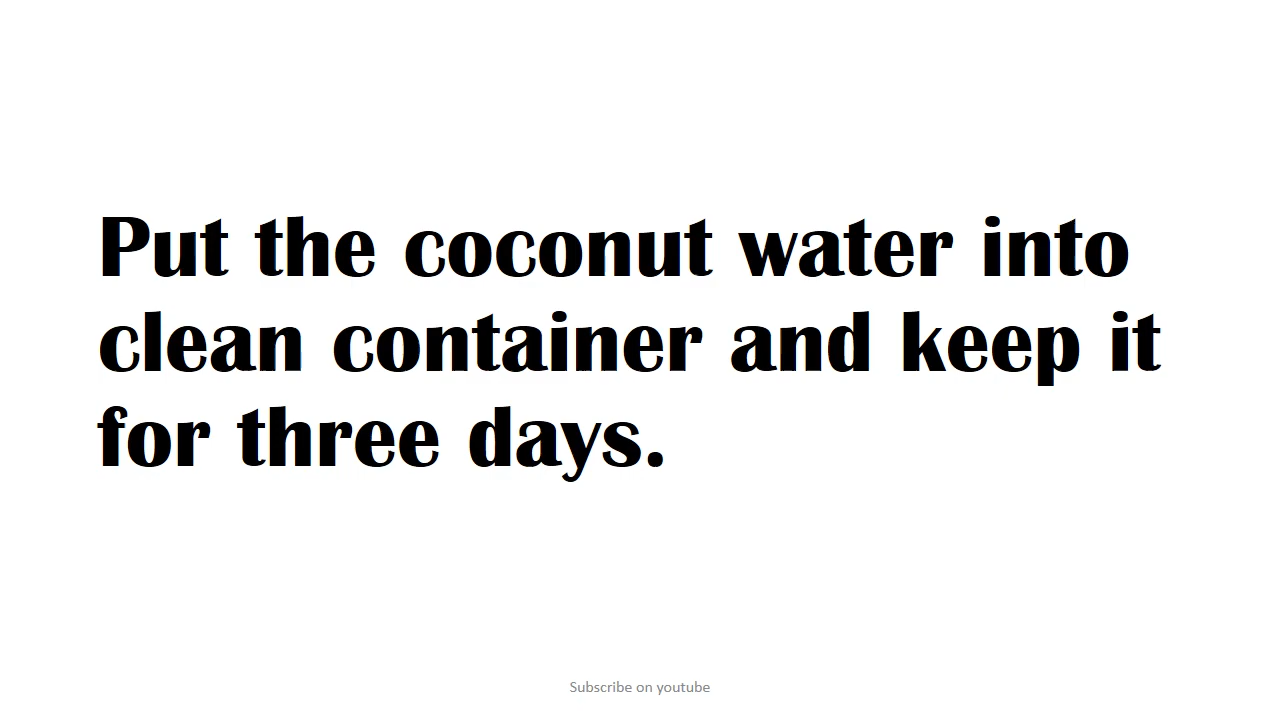 Put the coconut water into
clean container and keep it
for three days.
Subscribe on youtube